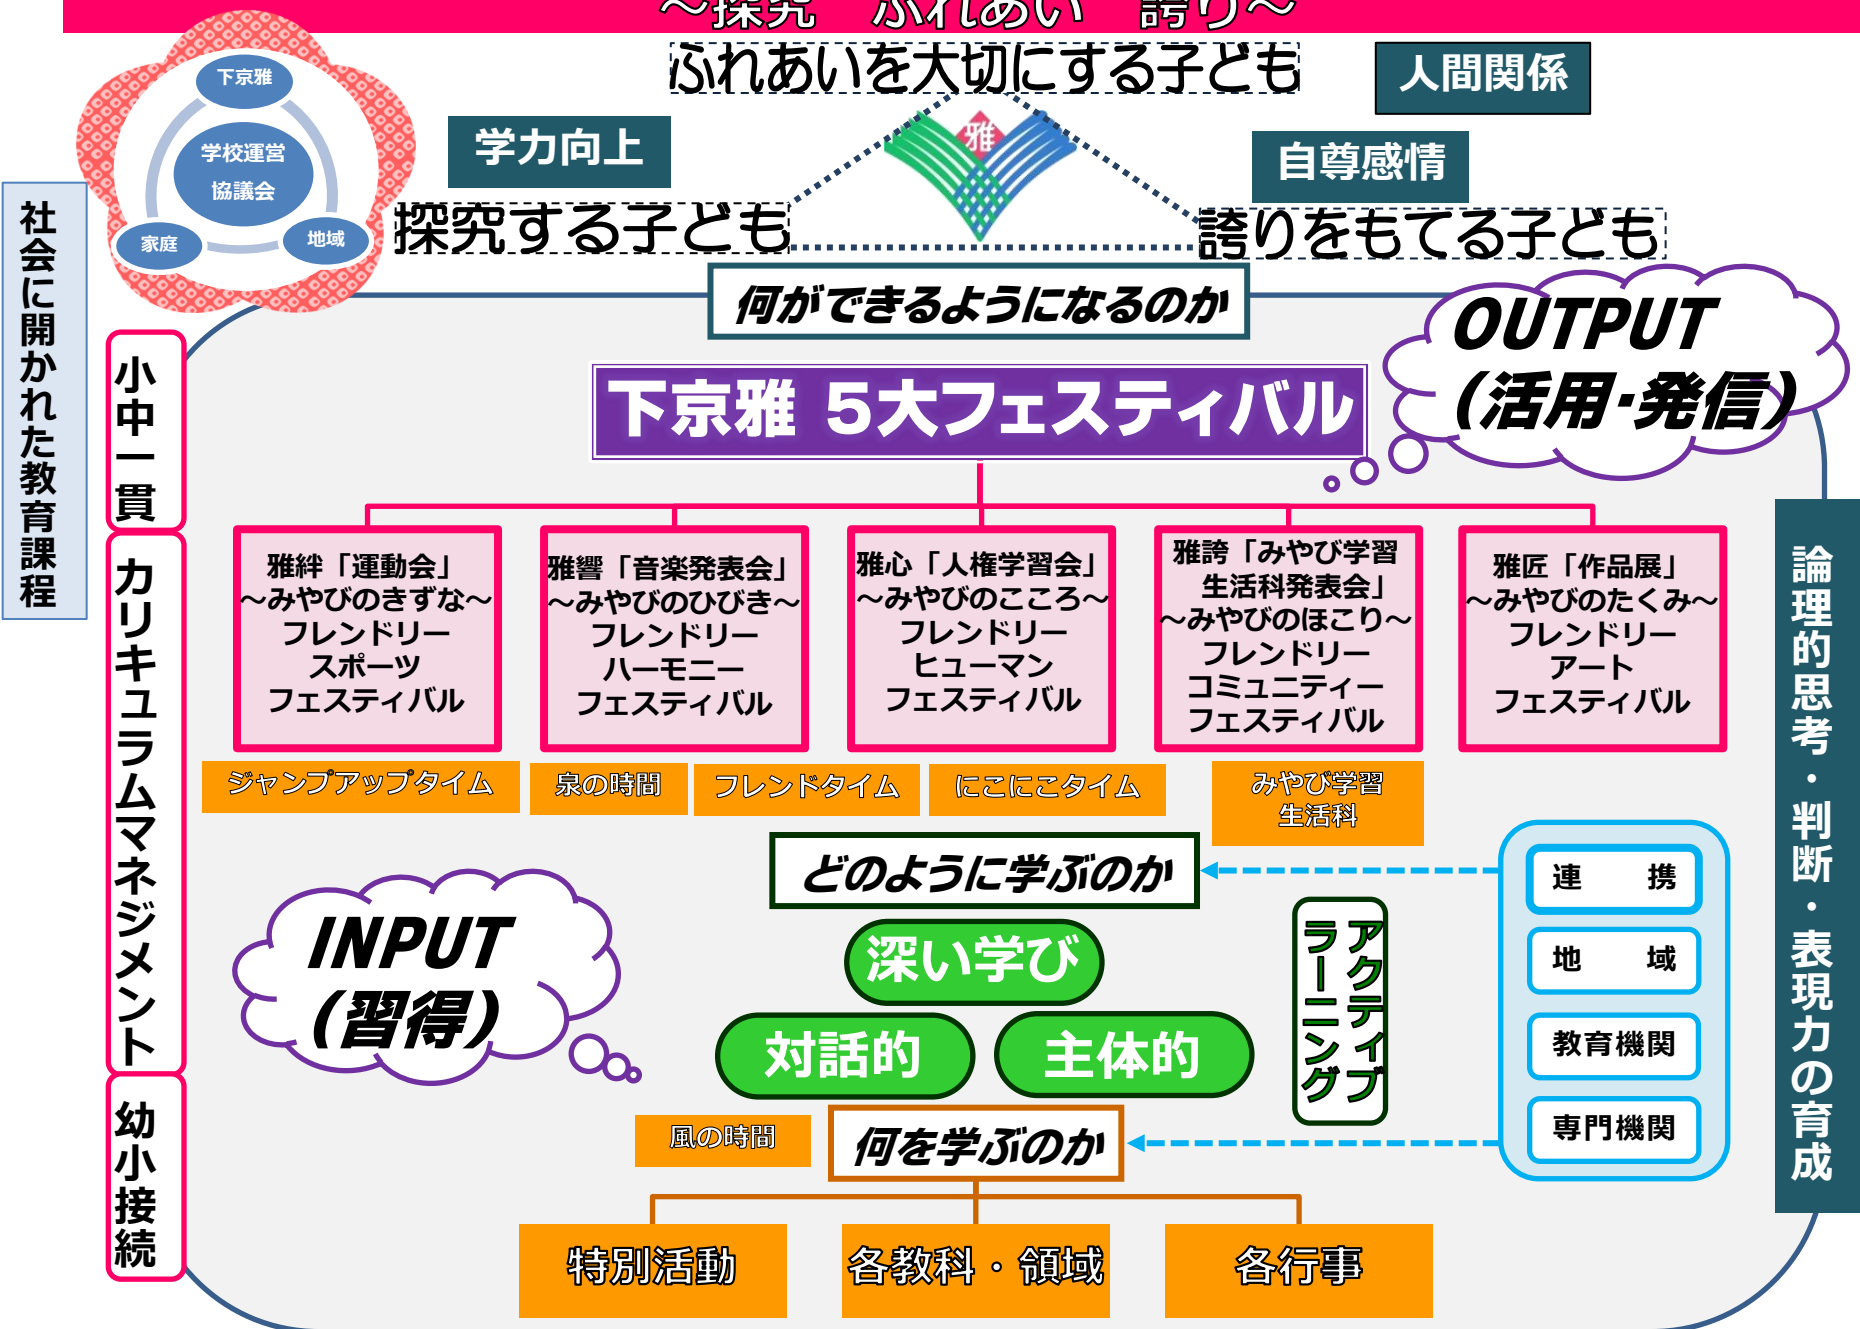 ～探究　ふれあい　誇り～
ふれあいを大切にする子ども
人間関係
下京雅
学校運営
協議会
家庭
地域
学力向上
雅
自尊感情
探究する子ども
誇りをもてる子ども
社会に開かれた教育課程
何ができるようになるのか
OUTPUT
（活用・発信）
小中一貫
カリキュラムマネジメント
幼小接続
下京雅 5大フェスティバル
雅絆「運動会」
～みやびのきずな～
フレンドリー
スポーツ
フェスティバル
雅響「音楽発表会」
～みやびのひびき～
フレンドリー
ハーモニー
フェスティバル
雅心「人権学習会」
～みやびのこころ～
フレンドリー
ヒューマン
フェスティバル
雅誇「みやび学習
生活科発表会」
～みやびのほこり～
フレンドリー
コミュニティー
フェスティバル
雅匠「作品展」
～みやびのたくみ～
フレンドリー
アート
フェスティバル
論理的思考・判断・表現力の育成
ジャンプアップタイム
泉の時間
フレンドタイム
にこにこタイム
みやび学習
生活科
どのように学ぶのか
INPUT
（習得）
深い学び
対話的
主体的
アクティブ
ラーニング
連　携
地　域
教育機関
専門機関
風の時間
何を学ぶのか
特別活動
各教科・領域
各行事